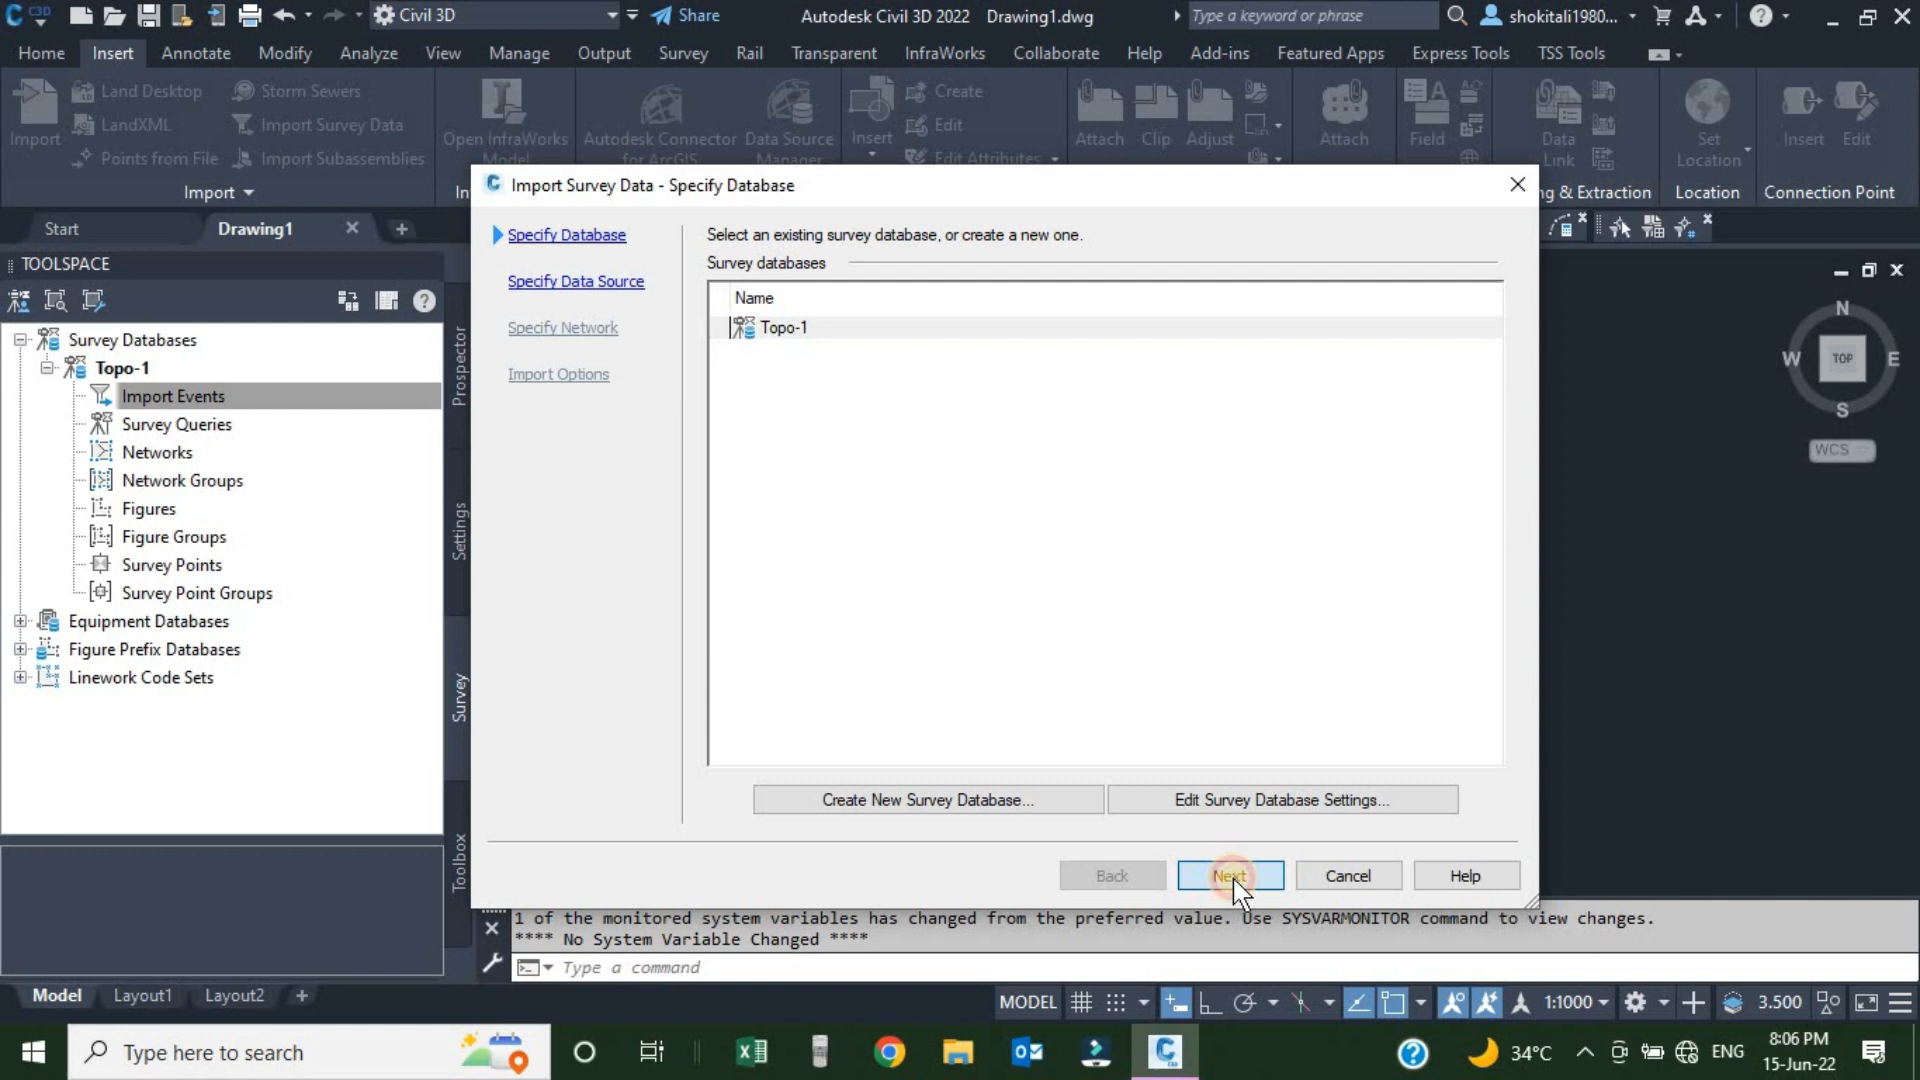 C3D
Civil 3D
Share
Autodesk Civil 3D 2022 Drawing1.dwg
Type a keyword or phrase
shokitali1980...
Home Insert Annotate Modify Analyze View Manage Output Survey Rail Transparent InfraWorks Collaborate Help Add-ins Featured Apps Express Tools TSS Tools
Land Desktop
Storm Sewers
LandXML
Import Survey Data
Points from File
Import Subassemblies
Import
Open InfraWorks
Autodesk Connector
Data Source
Insert
Create
Edit
Edit Attributes
Attach
Clip
Adjust
Attach
Field
Data
Link
Set
Location
Insert
Edit
Import
g & Extraction
Location
Connection Point
Start
Drawing1
TOOLSPACE
Survey Databases
Topo-1
Import Events
Survey Queries
Networks
Network Groups
Figures
Figure Groups
Survey Points
Survey Point Groups
Equipment Databases
Figure Prefix Databases
Linework Code Sets
Prospector
Settings
Survey
Toolbox
Import Survey Data - Specify Database
Specify Database
Specify Data Source
Specify Network
Import Options
Select an existing survey database, or create a new one.
Survey databases
Name
Topo-1
Create New Survey Database...
Edit Survey Database Settings...
Back
Next
Cancel
Help
N
W
TOP
E
S
WCS
1 of the monitored system variables has changed from the preferred value. Use SYSVARMONITOR command to view changes.
**** No System Variable Changed ****
Type a command
Model
Layout1
Layout2
MODEL
1:1000
3.500
Type here to search
34°C
ENG
8:06 PM
15-Jun-22